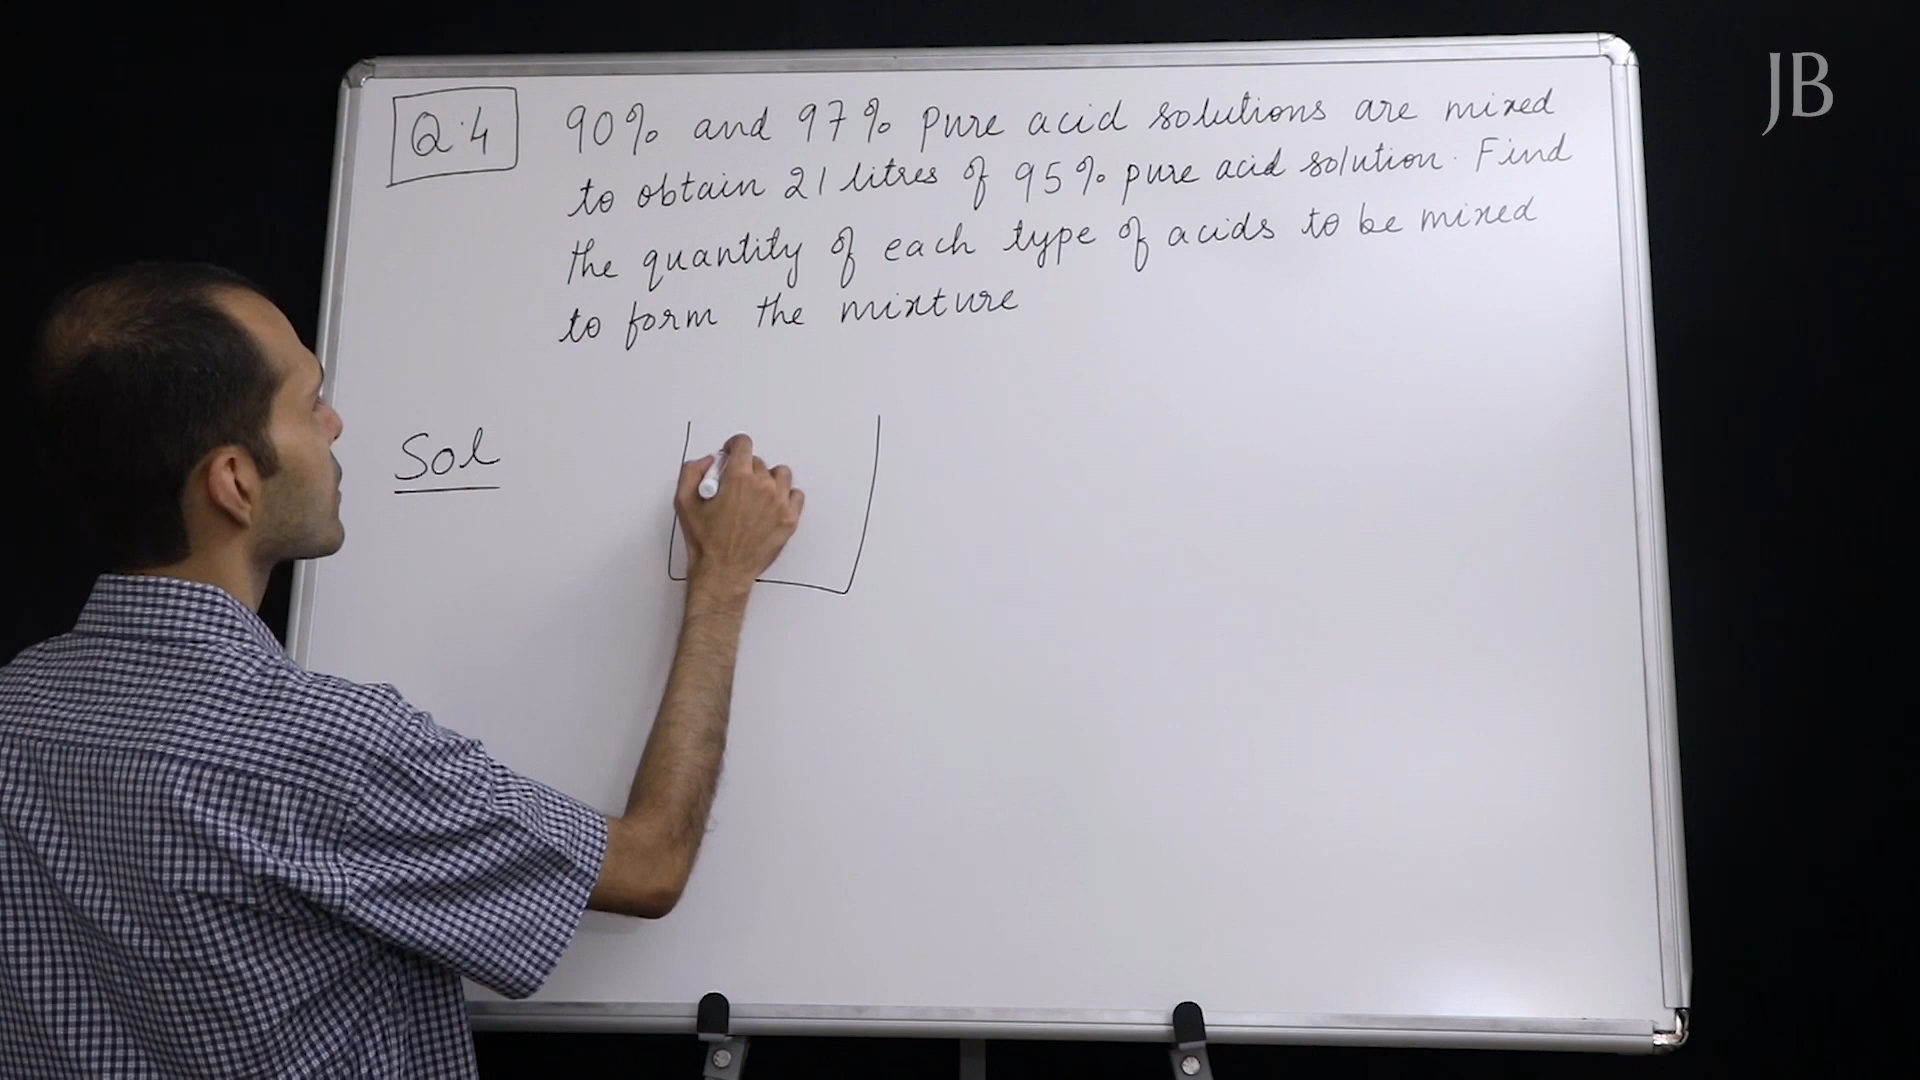 JB
Q.4 90% and 97% pure acid solutions are mixed
to obtain 21 litres of 95% pure acid solution. Find
the quantity of each type of acids to be mixed
to form the mixture
Sol